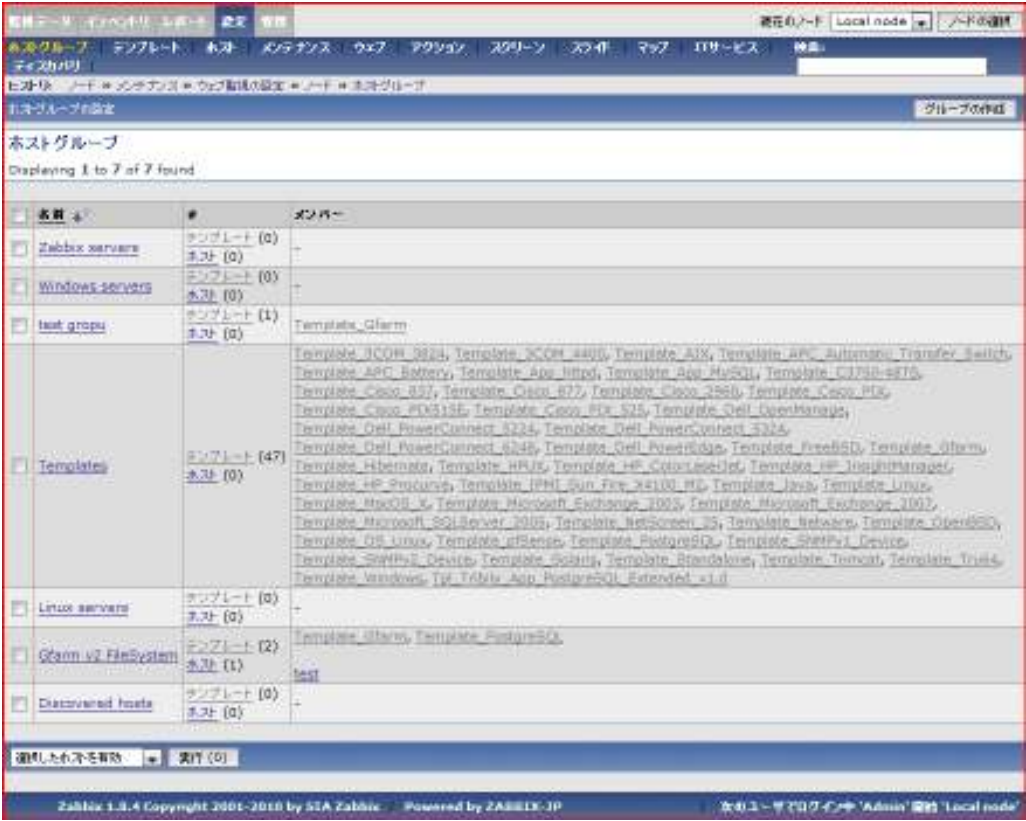 監視データ インベントリ レポート 設定 管理 現在のノード Local node ノードの選択
ホストグループ テンプレート ホスト メンテナンス ウェブ アクション スクリーン スライド マップ ITサービス 検索:
ディスカバリ
ヒストリ: ノード » メンテナンス » ウェブ監視の設定 » ノード » ホストグループ
ホストグループの設定 グループの作成
ホストグループ
Displaying 1 to 7 of 7 found
名前 # メンバー
Zabbix servers テンプレート (0)
ホスト (0) -
Windows servers テンプレート (0)
ホスト (0) -
test gropu テンプレート (1)
ホスト (0) Template_Gfarm
Template_3COM_3824, Template_3COM_4400, Template_AIX, Template_APC_Automatic_Transfer_Switch,
Template_APC_Battery, Template_App_Httpd, Template_App_MySQL, Template_C3750-48TS,
Template_Cisco_837, Template_Cisco_877, Template_Cisco_2960, Template_Cisco_PIX,
Template_Cisco_PIX515E, Template_Cisco_PIX_525, Template_Dell_OpenManage,
Template_Dell_PowerConnect_5224, Template_Dell_PowerConnect_5324,
Template_Dell_PowerConnect_6248, Template_Dell_PowerEdge, Template_FreeBSD, Template_Gfarm,
Templates テンプレート (47)
ホスト (0) Template_Hibernate, Template_HPUX, Template_HP_ColorLaserJet, Template_HP_InsightManager,
Template_HP_Procurve, Template_IPMI_Sun_Fire_X4100_M2, Template_Java, Template_Linux,
Template_MacOS_X, Template_Microsoft_Exchange_2003, Template_Microsoft_Exchange_2007,
Template_Microsoft_SQLServer_2005, Template_NetScreen_25, Template_Netware, Template_OpenBSD,
Template_OS_Linux, Template_pfSense, Template_PostgreSQL, Template_SNMPv1_Device,
Template_SNMPv2_Device, Template_Solaris, Template_Standalone, Template_Tomcat, Template_Tru64,
Template_Windows, Tpl_Triblix_App_PostgreSQL_Extended_v1.0
Linux servers テンプレート (0)
ホスト (0) -
Gfarm v2 FileSystem テンプレート (2)
ホスト (1) Template_Gfarm, Template_PostgreSQL
test
Discovered hosts テンプレート (0)
ホスト (0) -
選択したホストを有効 実行 (0)
Zabbix 1.8.4 Copyright 2001-2010 by SIA Zabbix Powered by ZABBIX-JP 次のユーザでログイン中 'Admin' 開始 'Local node'